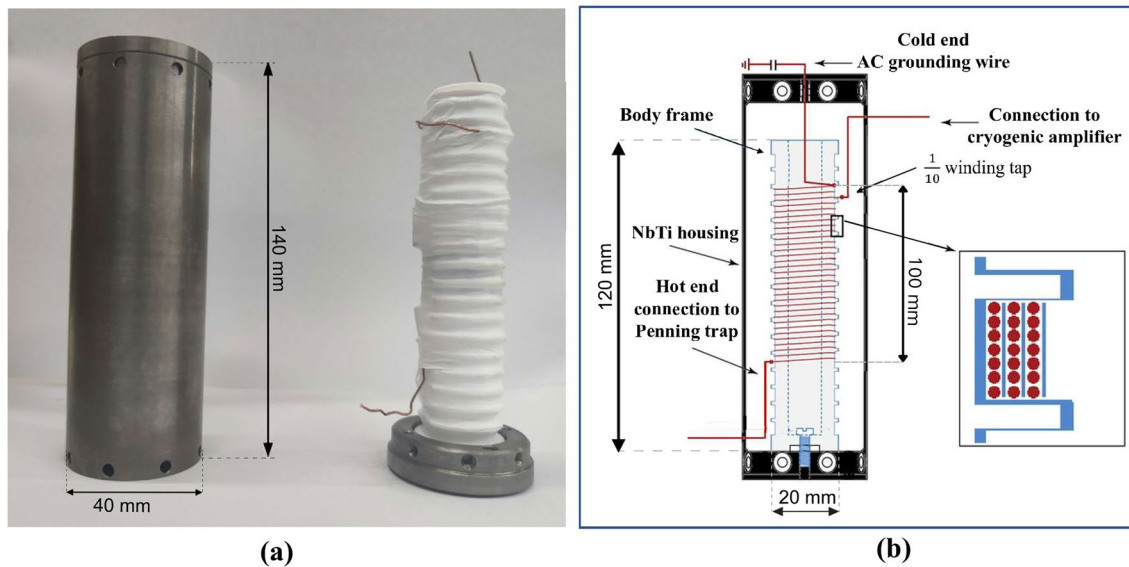 140 mm
40 mm
(a)
Cold end
AC grounding wire
Body frame
Connection to
cryogenic amplifier
1/10 winding tap
NbTi housing
120 mm
100 mm
Hot end
connection to
Penning trap
20 mm
(b)